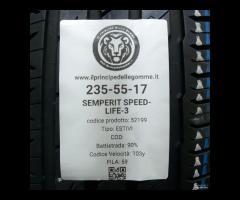 www.ilprincipedellegomme.it
235-55-17
SEMPERIT SPEED-
LIFE-3
codice prodotto: 52199
Tipo: ESTIVI
COD:
Battistrada: 90%
Codice Velocità: 103y
FILA: 59